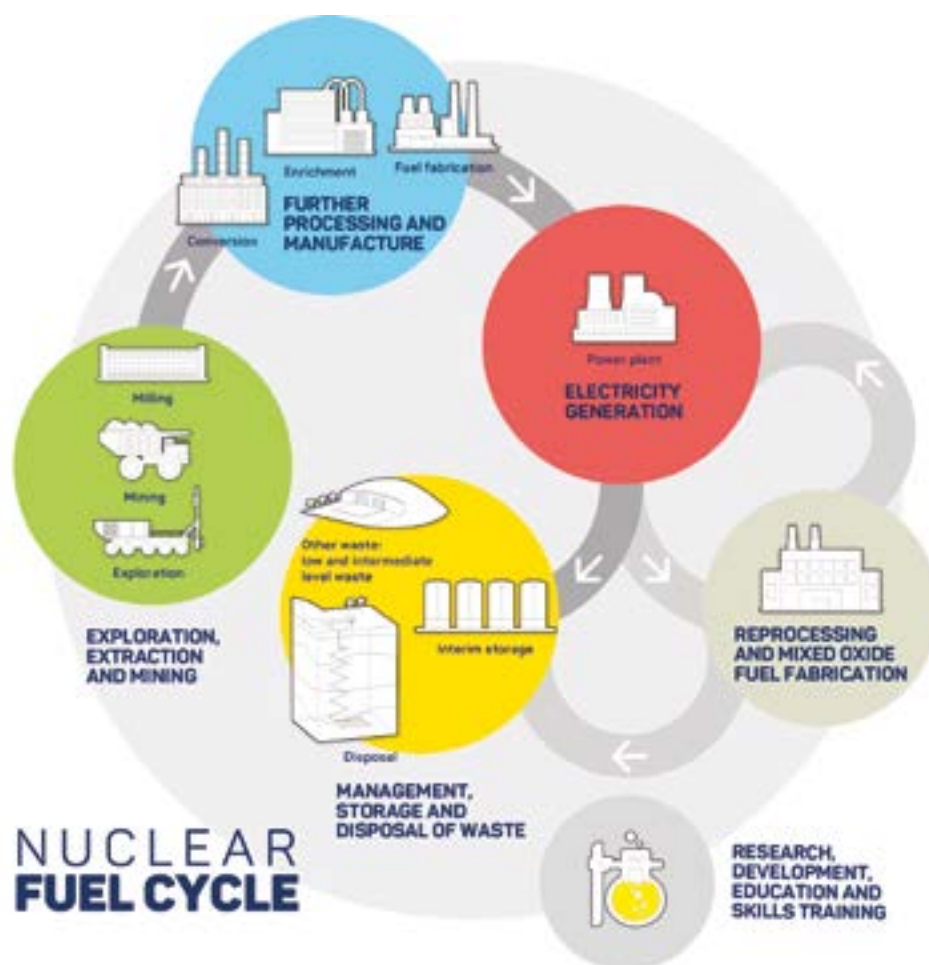 Enrichment
Fuel fabrication
FURTHER
PROCESSING AND
MANUFACTURE
Conversion
Power plant
ELECTRICITY
GENERATION
Milling
Mining
Exploration
EXPLORATION,
EXTRACTION
AND MINING
Other waste:
low and intermediate
level waste
Interim storage
Disposal
MANAGEMENT,
STORAGE AND
DISPOSAL OF WASTE
REPROCESSING
AND MIXED OXIDE
FUEL FABRICATION
RESEARCH,
DEVELOPMENT,
EDUCATION AND
SKILLS TRAINING
NUCLEAR
FUEL CYCLE